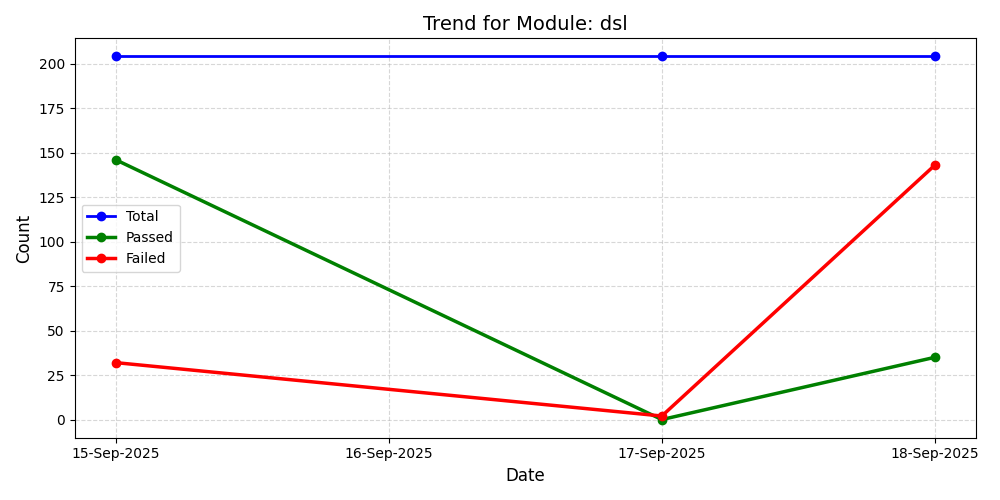 Trend for Module: dsl
200
175
150
125
100
75
50
25
0
Count
Total
Passed
Failed
15-Sep-2025
16-Sep-2025
17-Sep-2025
18-Sep-2025
Date